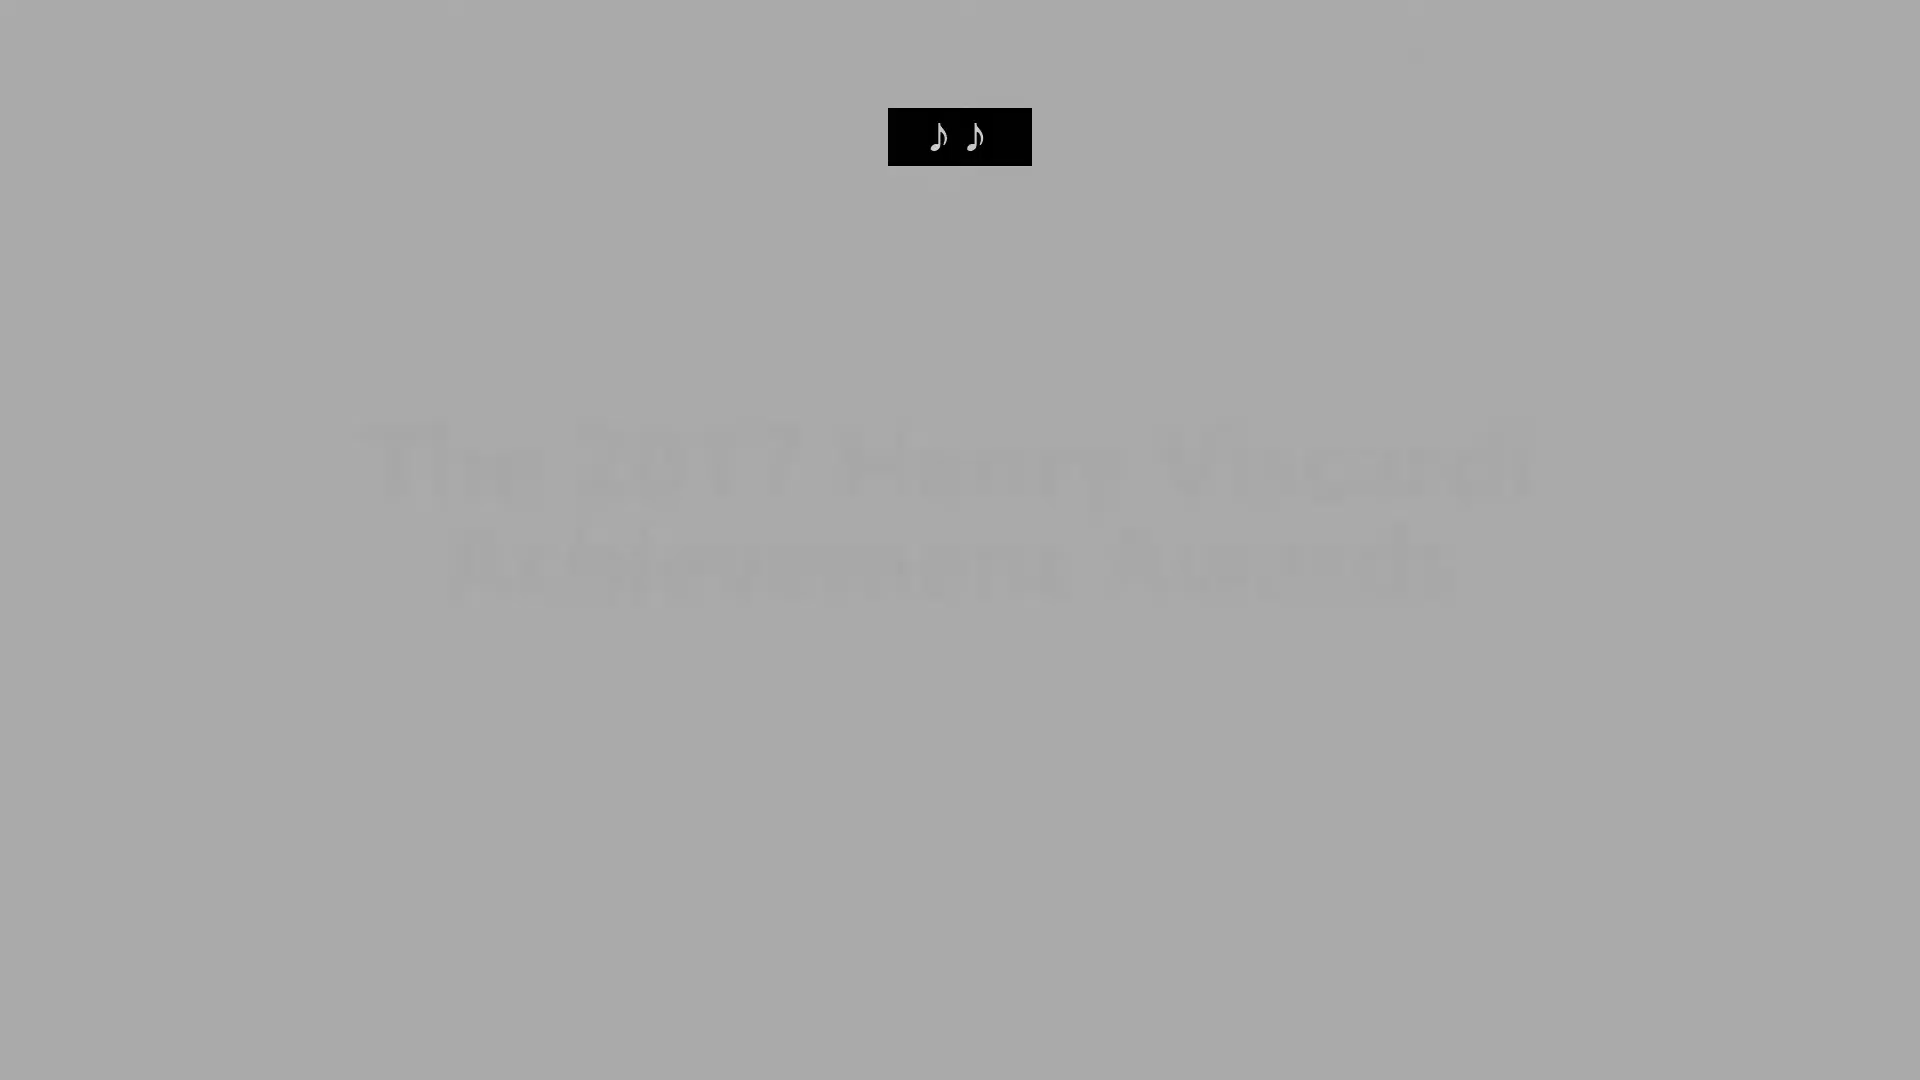 ♪ ♪
The 2017 Henry Viscardi
Achievement Awards